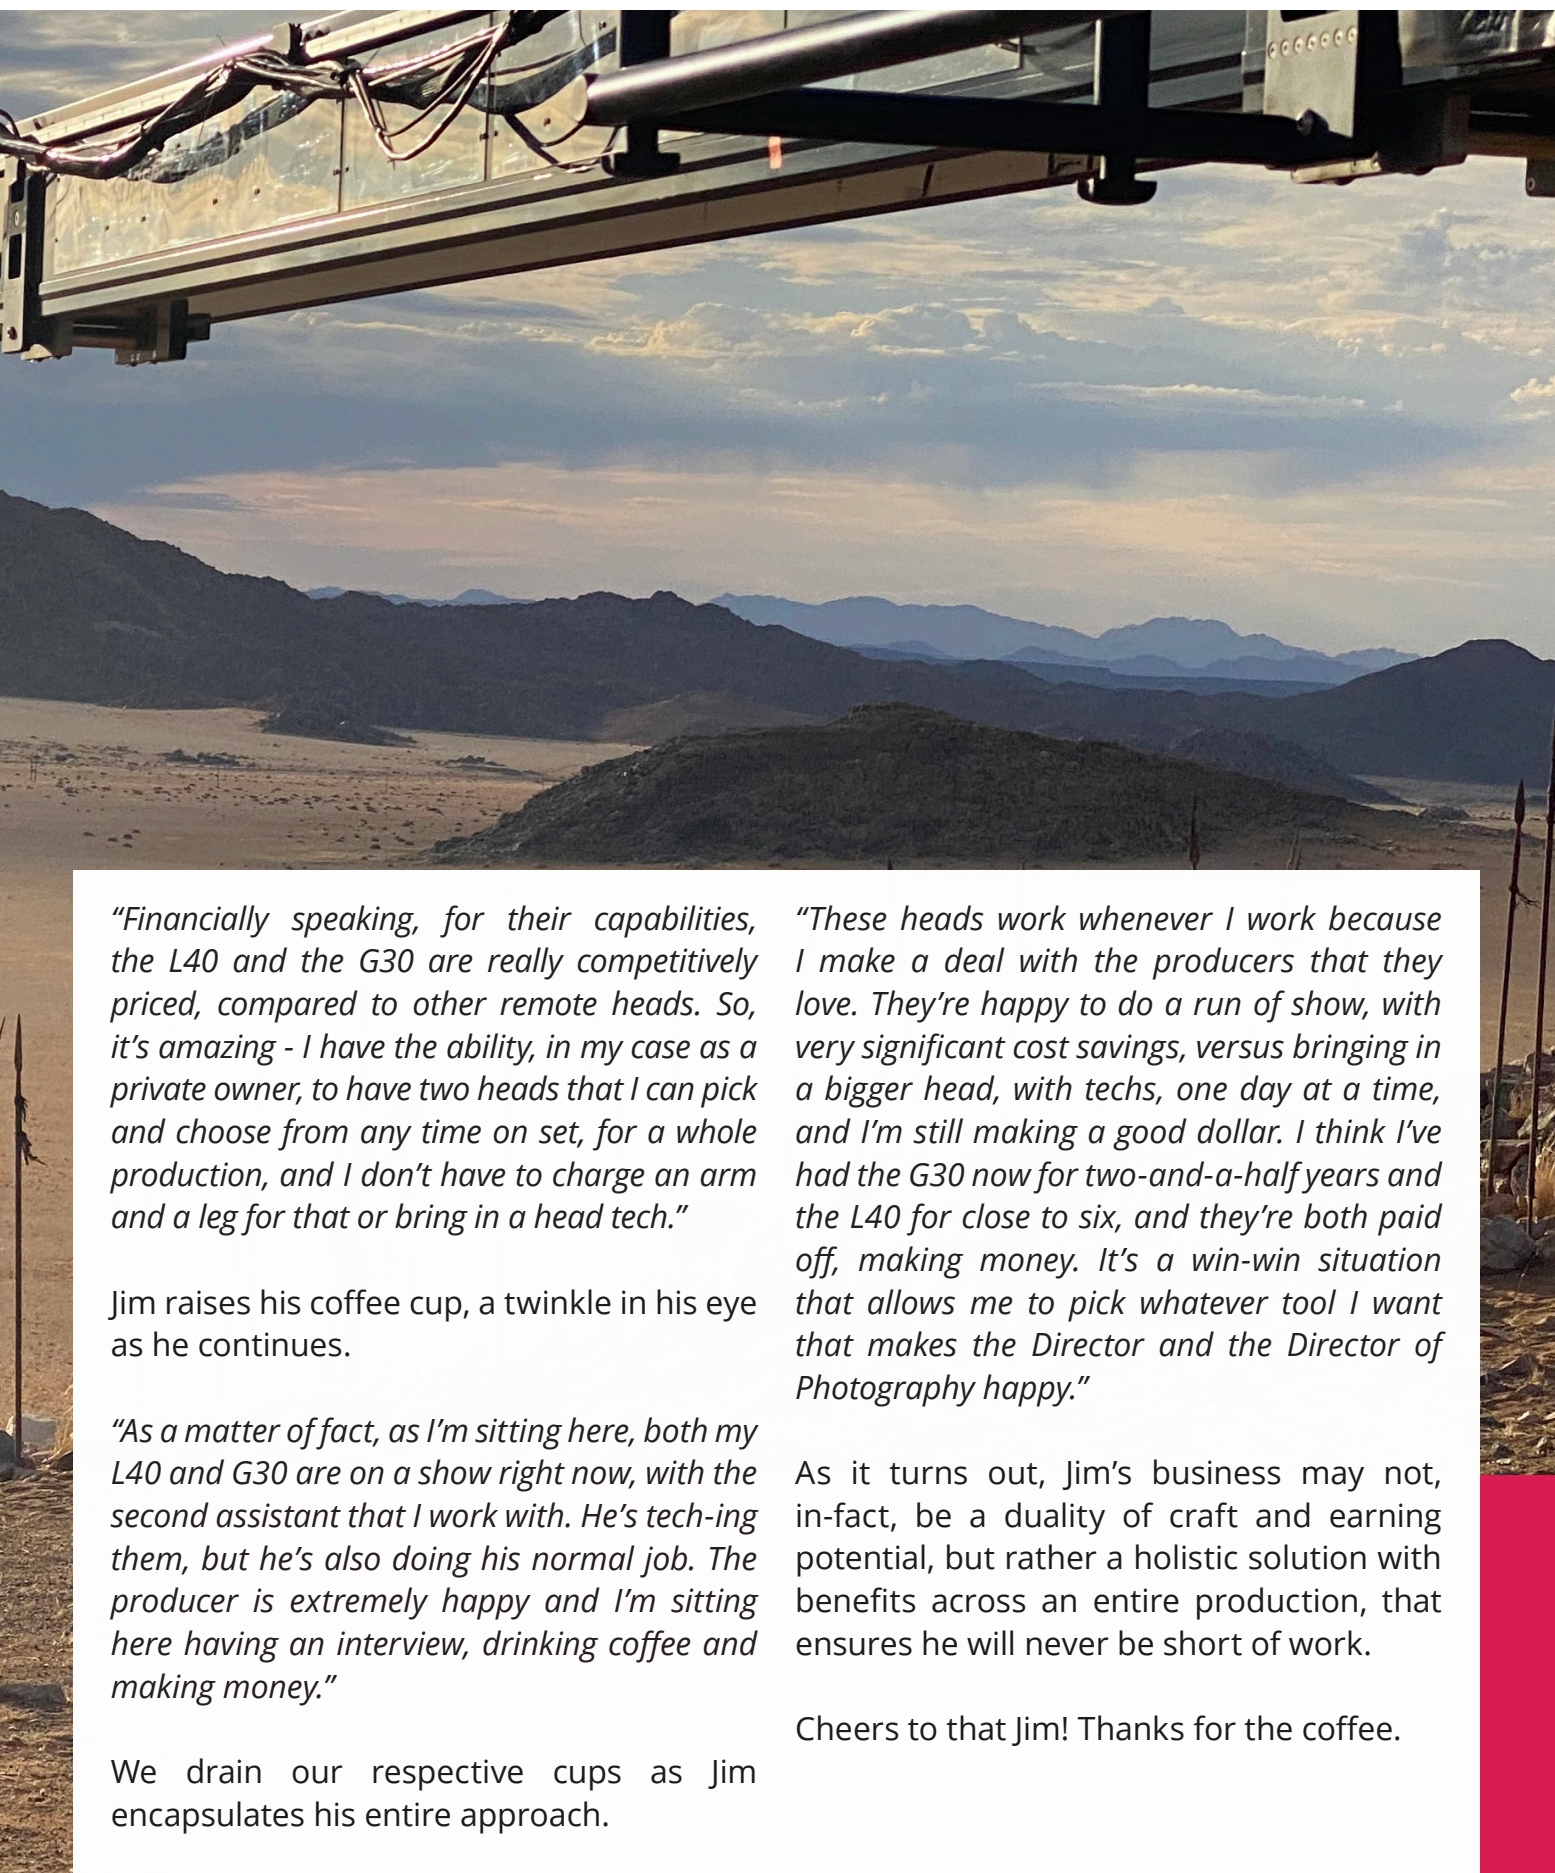 “Financially speaking, for their capabilities,
the L40 and the G30 are really competitively
priced, compared to other remote heads. So,
it’s amazing - I have the ability, in my case as a
private owner, to have two heads that I can pick
and choose from any time on set, for a whole
production, and I don’t have to charge an arm
and a leg for that or bring in a head tech.”
Jim raises his coffee cup, a twinkle in his eye
as he continues.
“As a matter of fact, as I’m sitting here, both my
L40 and G30 are on a show right now, with the
second assistant that I work with. He’s tech-ing
them, but he’s also doing his normal job. The
producer is extremely happy and I’m sitting
here having an interview, drinking coffee and
making money.”
We drain our respective cups as Jim
encapsulates his entire approach.
“These heads work whenever I work because
I make a deal with the producers that they
love. They’re happy to do a run of show, with
very significant cost savings, versus bringing in
a bigger head, with techs, one day at a time,
and I’m still making a good dollar. I think I’ve
had the G30 now for two-and-a-half years and
the L40 for close to six, and they’re both paid
off, making money. It’s a win-win situation
that allows me to pick whatever tool I want
that makes the Director and the Director of
Photography happy.”
As it turns out, Jim’s business may not,
in-fact, be a duality of craft and earning
potential, but rather a holistic solution with
benefits across an entire production, that
ensures he will never be short of work.
Cheers to that Jim! Thanks for the coffee.